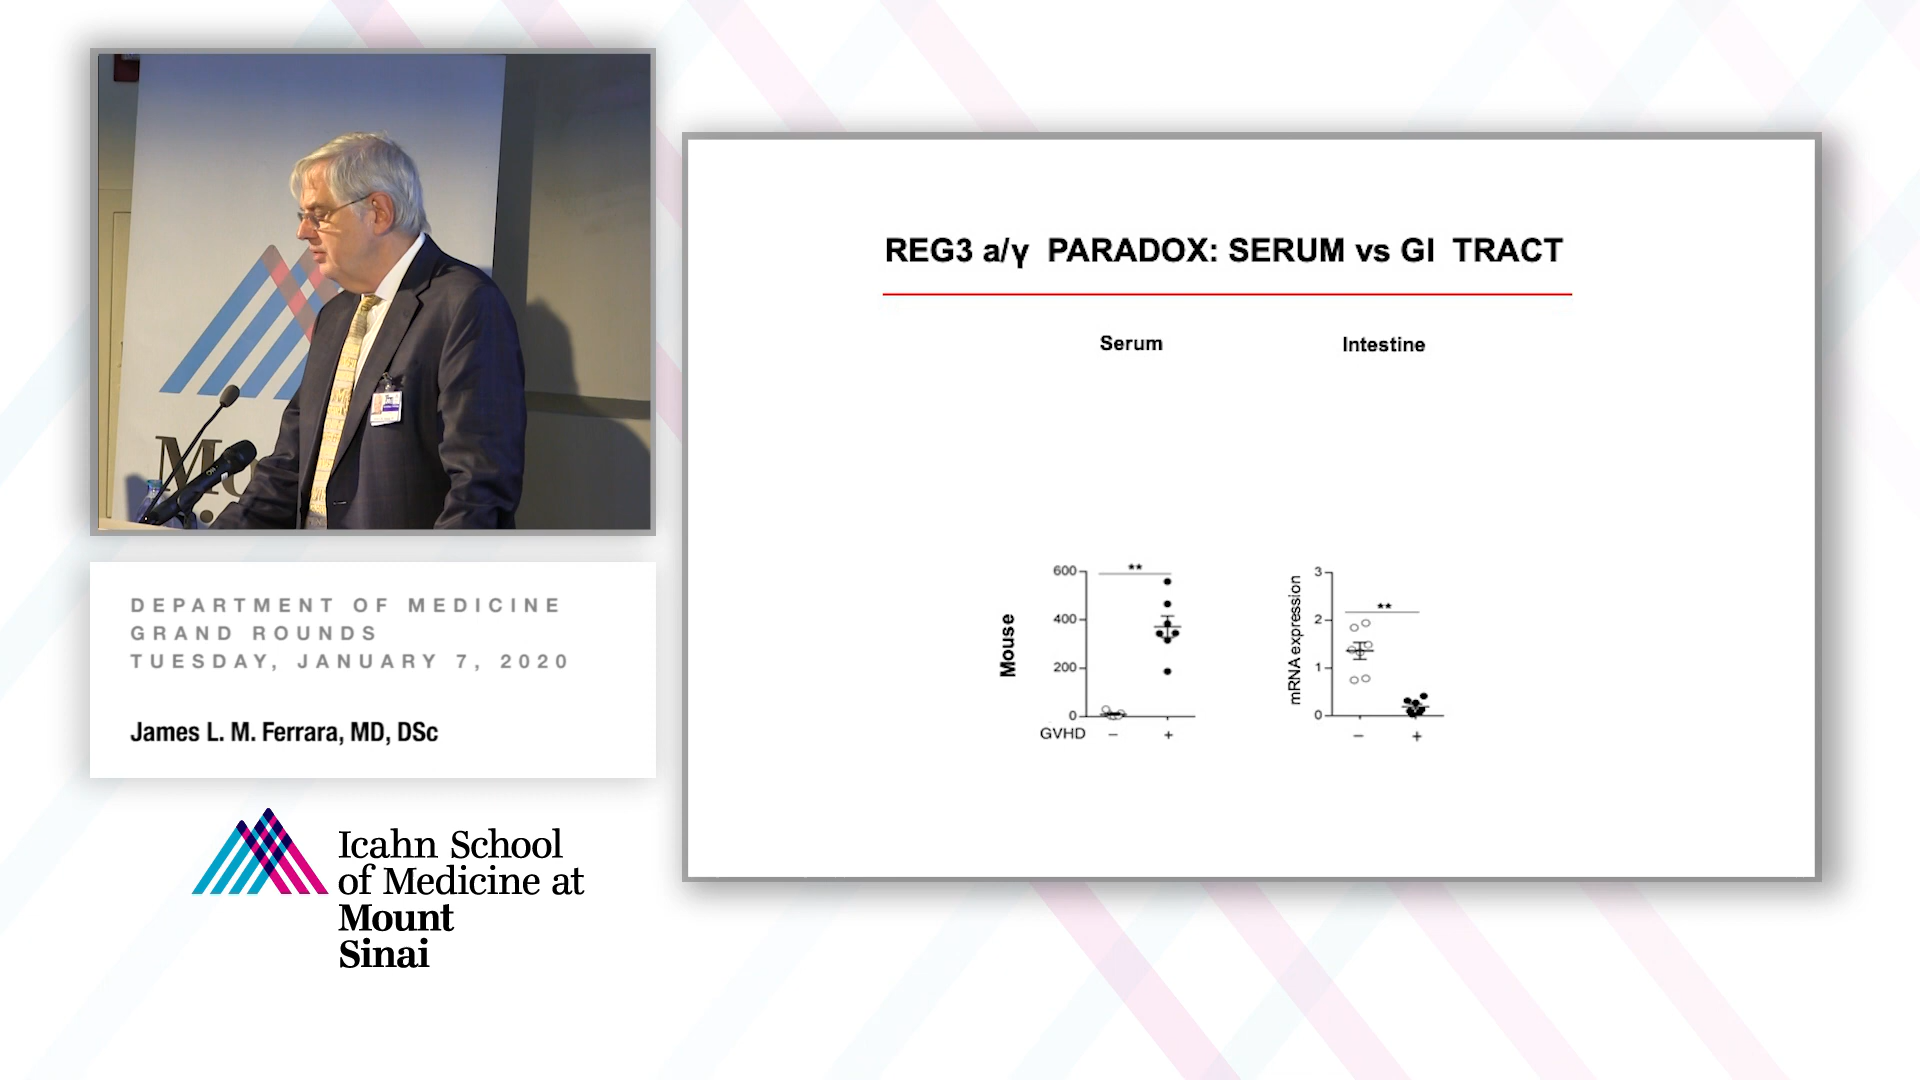 REG3 a/γ PARADOX: SERUM vs GI TRACT
Serum
Intestine
Mouse
600
400
200
0
**
GVHD
–
+
mRNA expression
3
2
1
0
**
–
+
DEPARTMENT OF MEDICINE
GRAND ROUNDS
TUESDAY, JANUARY 7, 2020
James L. M. Ferrara, MD, DSc
Icahn School
of Medicine at
Mount
Sinai